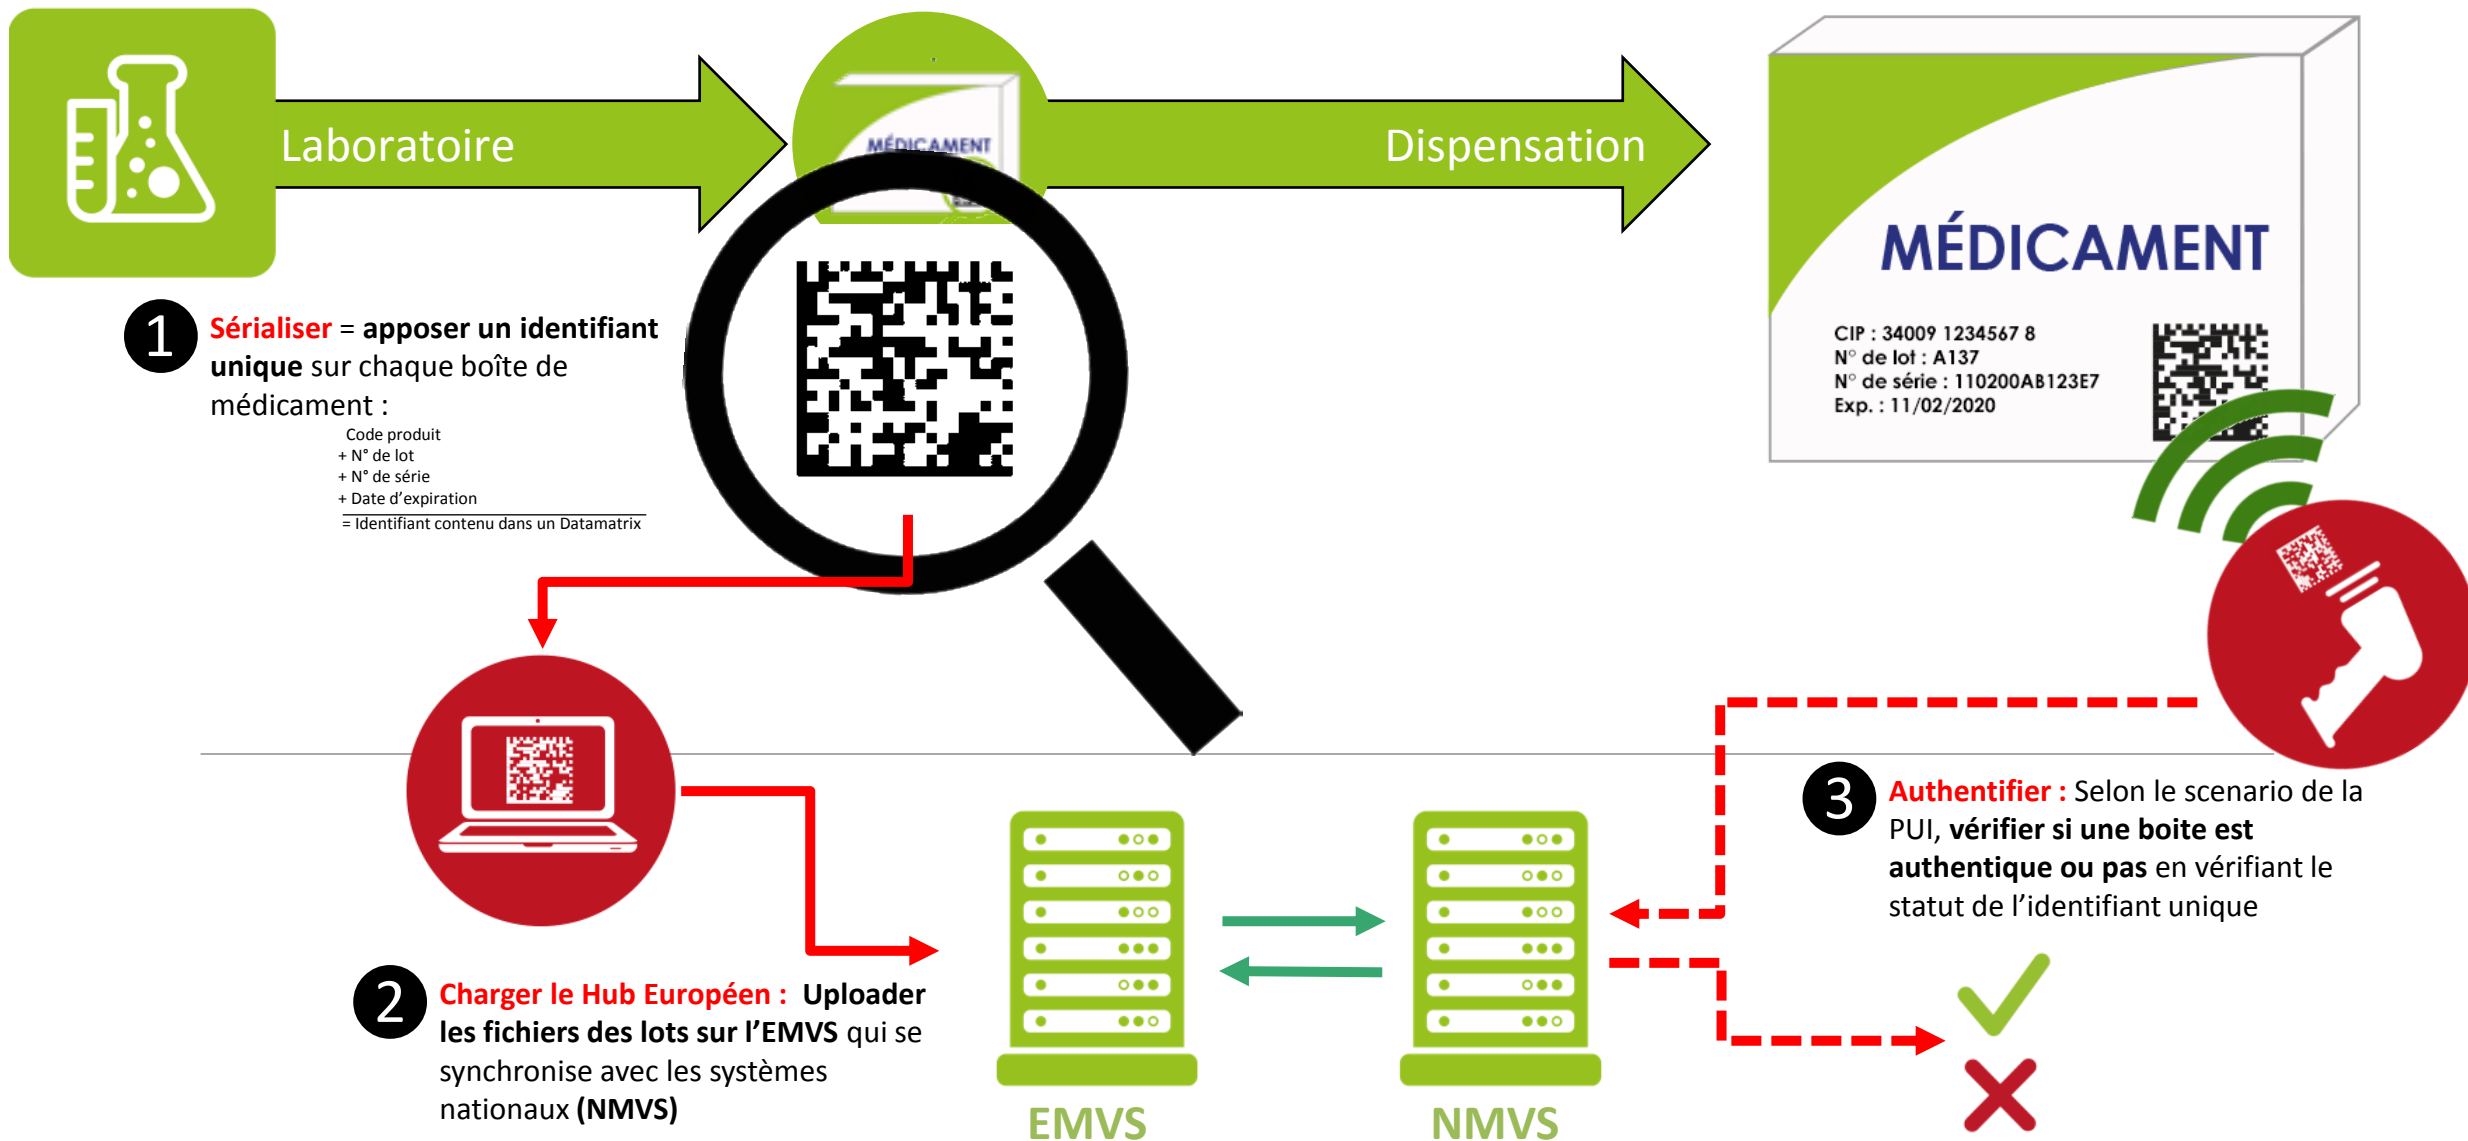 Laboratoire
MÉDICAMENT
Dispensation
MÉDICAMENT
CIP : 34009 1234567 8
N° de lot : A137
N° de série : 110200AB123E7
Exp. : 11/02/2020
1
Sérialiser = apposer un identifiant
unique sur chaque boîte de
médicament :
Code produit
+ N° de lot
+ N° de série
+ Date d’expiration
= Identifiant contenu dans un Datamatrix
2
Charger le Hub Européen : Uploader
les fichiers des lots sur l’EMVS qui se
synchronise avec les systèmes
nationaux (NMVS)
EMVS
NMVS
3
Authentifier : Selon le scenario de la
PUI, vérifier si une boite est
authentique ou pas en vérifiant le
statut de l’identifiant unique